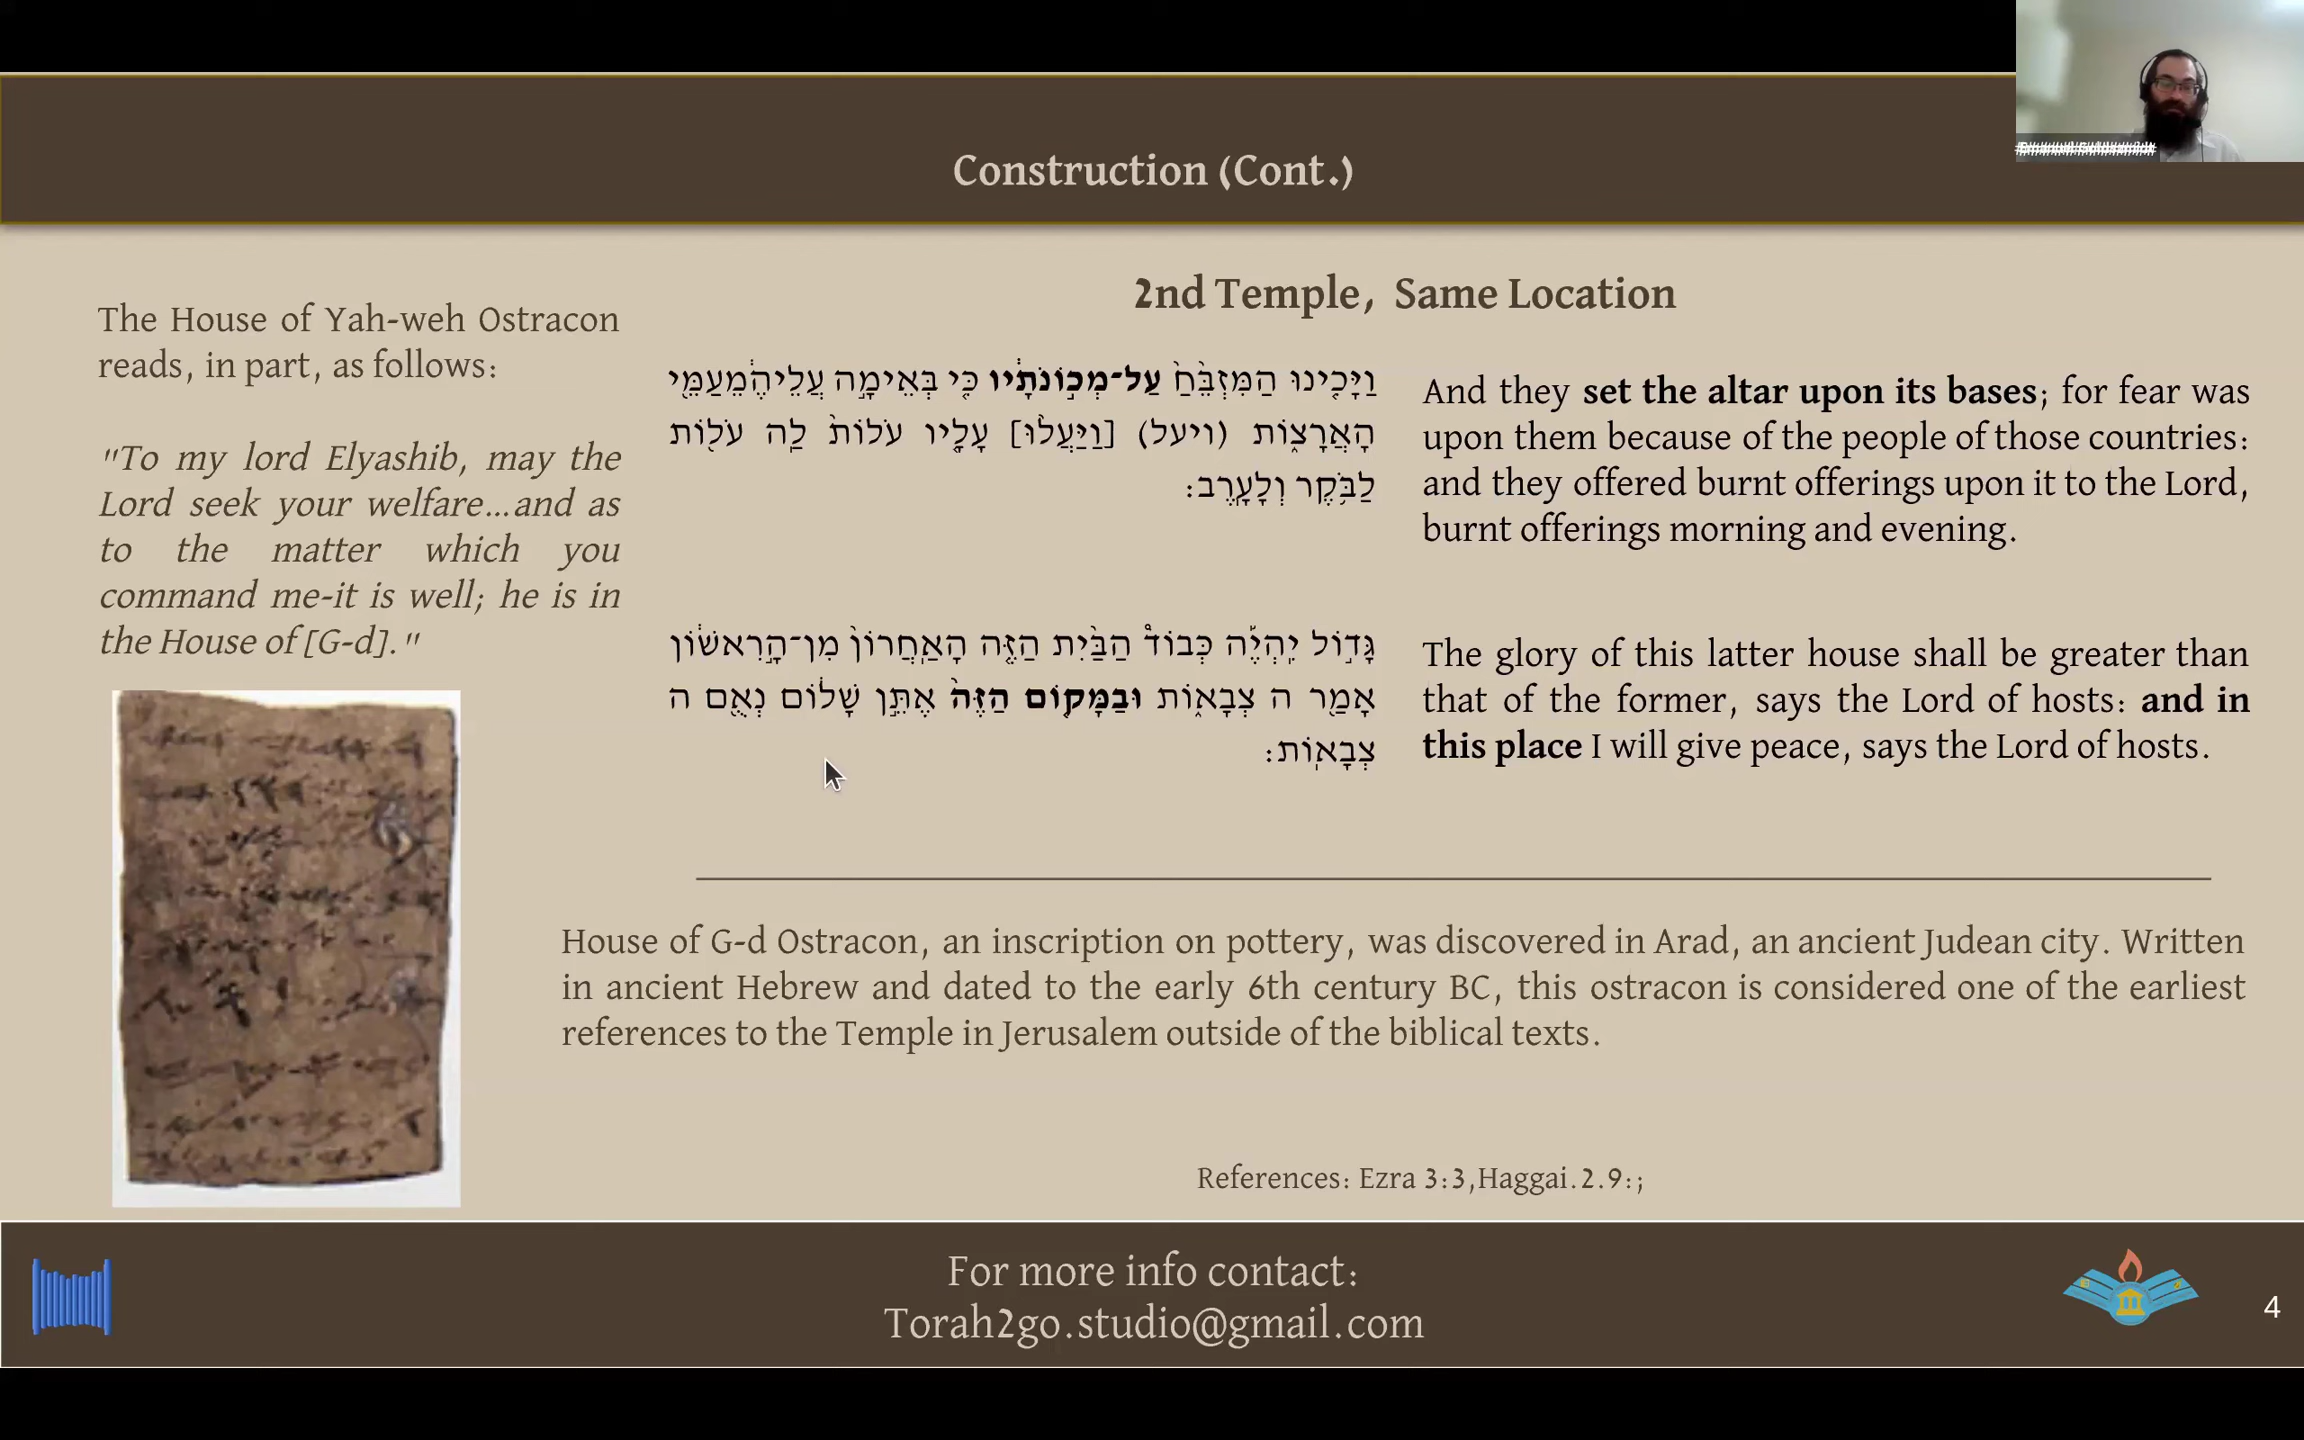 Construction (Cont.)
The House of Yah-weh Ostracon
reads, in part, as follows:
"To my lord Elyashib, may the
Lord seek your welfare...and as
to the matter which you
command me-it is well; he is in
the House of [G-d]."
2nd Temple, Same Location
וַיָּכִ֤ינוּ הַמִּזְבֵּ֙חַ֙ עַל־מְכ֣וֹנֹתָ֔יו כִּ֚י בְּאֵימָ֣ה עֲלֵיהֶ֔םמֵעַמֵּ֖י
הָאֲרָצ֑וֹת (ויעל) [וַיַּעֲל֨וּ] עָלָ֤יו עֹלוֹת֙ לַֽה עֹל֖וֹת
לַבֹּ֥קֶר וְלָעָֽרֶב׃
And they set the altar upon its bases; for fear was
upon them because of the people of those countries:
and they offered burnt offerings upon it to the Lord,
burnt offerings morning and evening.
גָּד֣וֹל יִֽהְיֶ֡ה כְּבוֹד֩ הַבַּ֨יִת הַזֶּ֤ה הָאַֽחֲרוֹן֙ מִן־הָ֣רִאשׁ֔וֹן
אָמַ֖ר ה צְבָא֑וֹת וּבַמָּק֤וֹם הַזֶּה֙ אֶתֵּ֣ן שָׁל֔וֹם נְאֻ֖ם ה
צְבָאֽוֹת׃
The glory of this latter house shall be greater than
that of the former, says the Lord of hosts: and in
this place I will give peace, says the Lord of hosts.
House of G-d Ostracon, an inscription on pottery, was discovered in Arad, an ancient Judean city. Written
in ancient Hebrew and dated to the early 6th century BC, this ostracon is considered one of the earliest
references to the Temple in Jerusalem outside of the biblical texts.
References: Ezra 3:3,Haggai.2.9:;
For more info contact:
Torah2go.studio@gmail.com
4